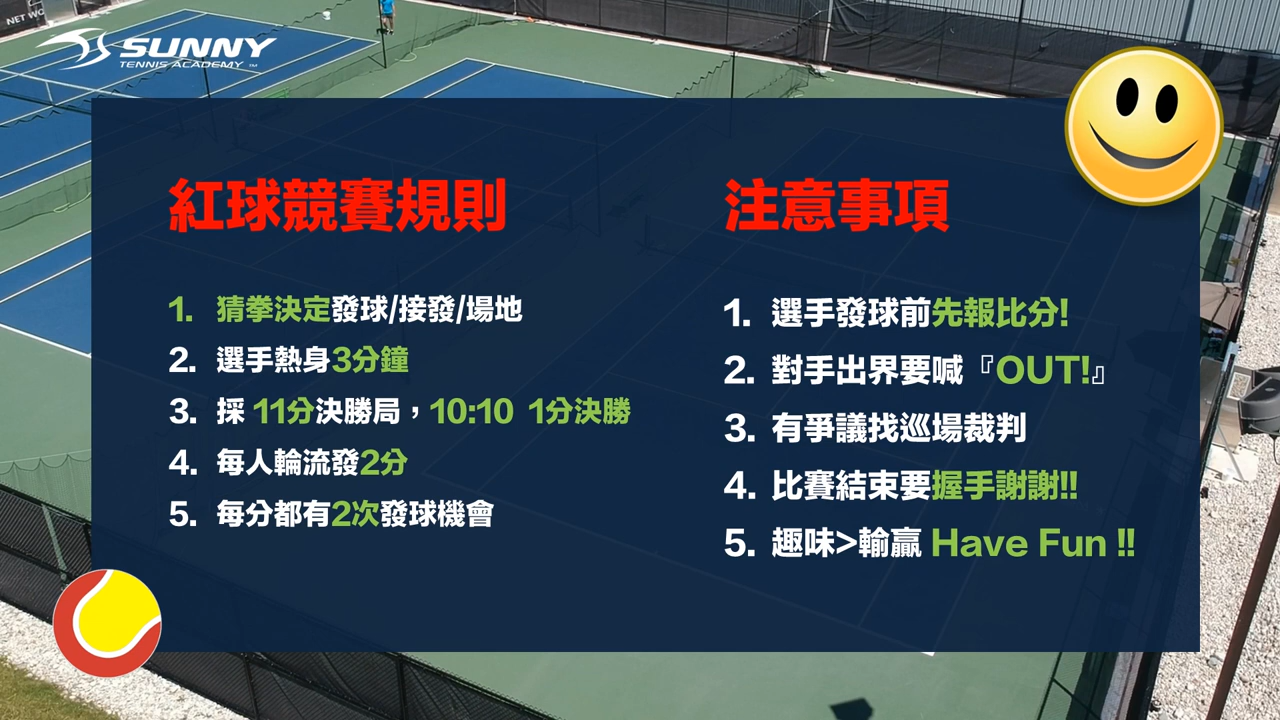 NET WO
SUNNY
TENNIS ACADEMY ™
紅球競賽規則
1. 猜拳決定發球/接發/場地
2. 選手熱身3分鐘
3. 採 11分決勝局，10:10 1分決勝
4. 每人輪流發2分
5. 每分都有2次發球機會
注意事項
1. 選手發球前先報比分!
2. 對手出界要喊『OUT!』
3. 有爭議找巡場裁判
4. 比賽結束要握手謝謝!!
5. 趣味>輸贏 Have Fun !!